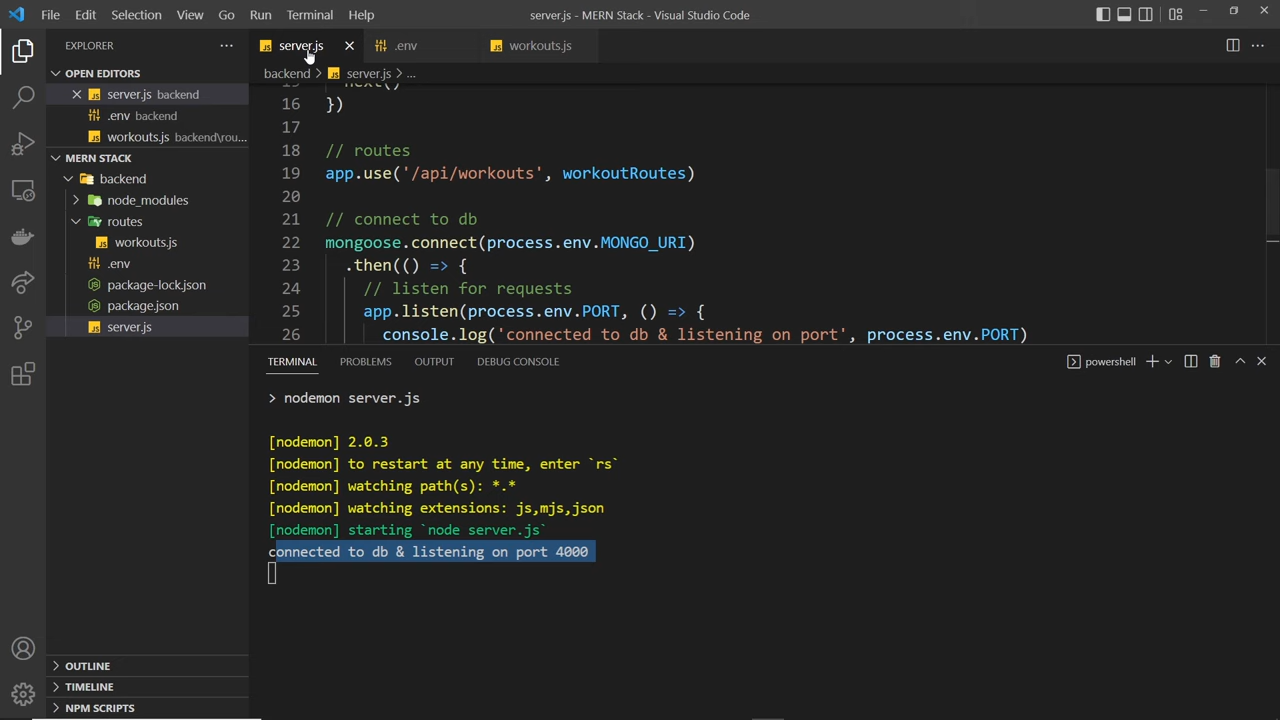 File Edit Selection View Go Run Terminal Help
server.js - MERN Stack - Visual Studio Code
EXPLORER
OPEN EDITORS
server.js backend
.env backend
workouts.js backend\rou...
MERN STACK
backend
node_modules
routes
workouts.js
.env
package-lock.json
package.json
server.js
OUTLINE
TIMELINE
NPM SCRIPTS
server.js
.env
workouts.js
backend > server.js > ...
15 next()
16 })
17
18 // routes
19 app.use('/api/workouts', workoutRoutes)
20
21 // connect to db
22 mongoose.connect(process.env.MONGO_URI)
23 .then(() => {
24 // listen for requests
25 app.listen(process.env.PORT, () => {
26 console.log('connected to db & listening on port', process.env.PORT)
TERMINAL PROBLEMS OUTPUT DEBUG CONSOLE
powershell
> nodemon server.js
[nodemon] 2.0.3
[nodemon] to restart at any time, enter `rs`
[nodemon] watching path(s): *.*
[nodemon] watching extensions: js,mjs,json
[nodemon] starting `node server.js`
connected to db & listening on port 4000